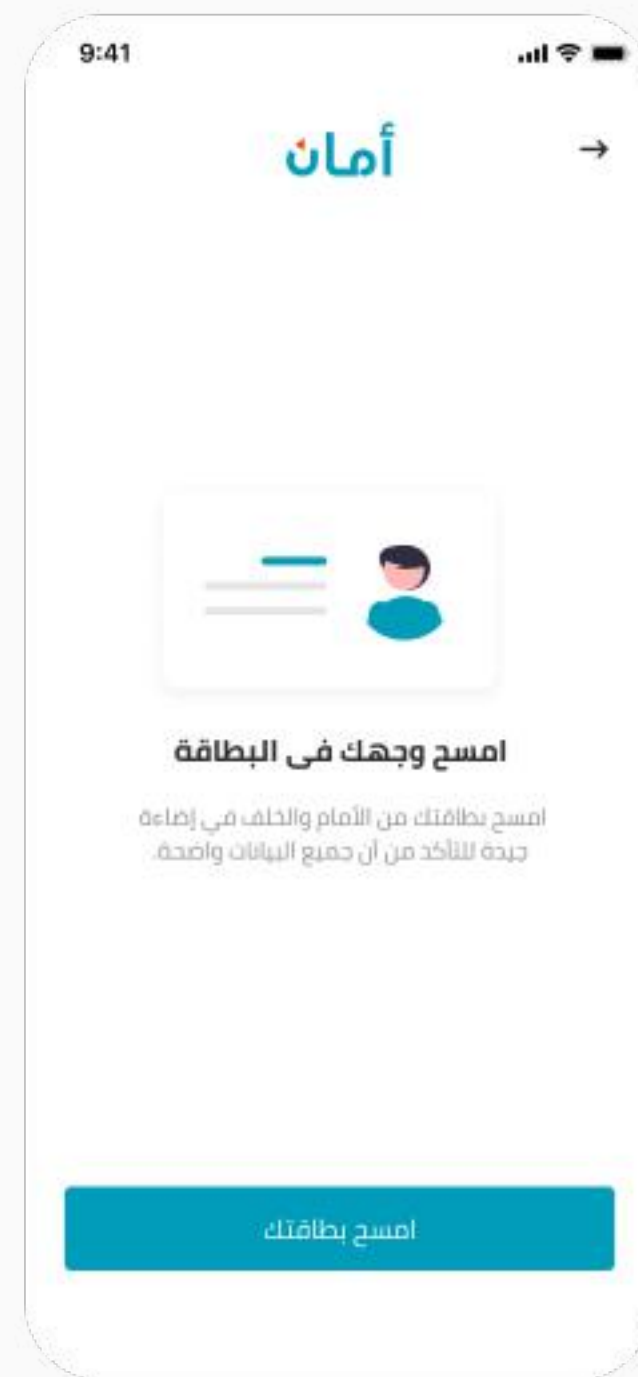 9:41
أمان
امسح وجهك فى البطاقة
امسح بطاقتك من الأمام والخلف في إضاءة
جيدة للتأكد من أن جميع البيانات واضحة.
امسح بطاقتك